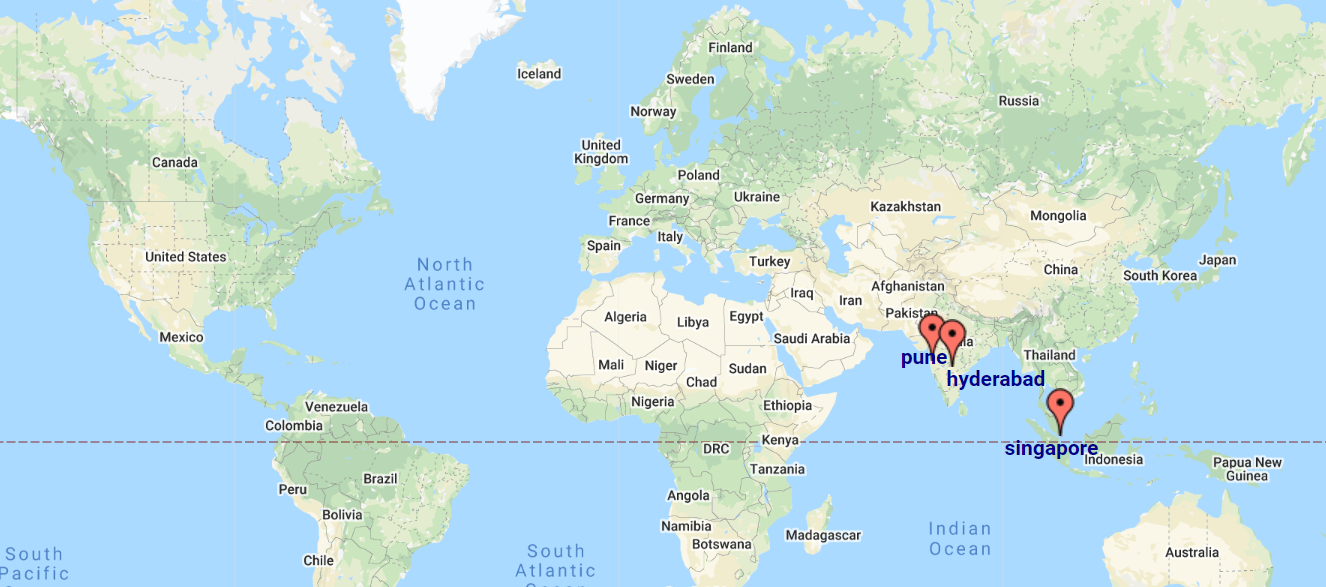 Finland
Iceland
Sweden
Russia
Norway
United
Kingdom
Canada
Poland
Ukraine
Germany
Kazakhstan
Mongolia
France
Italy
Spain
United States
Turkey
Japan
North
Atlantic
Ocean
China
South Korea
Afghanistan
Iraq
Iran
Pakistan
Algeria
Libya
Egypt
Mexico
Saudi Arabia
pune
Thailand
Mali
Niger
Sudan
Chad
hyderabad
Nigeria
Ethiopia
Venezuela
Colombia
Kenya
DRC
singapore
Indonesia
Papua New
Guinea
Tanzania
Brazil
Peru
Angola
Bolivia
Namibia
Madagascar
Indian
Ocean
Botswana
South
Pacific
South
Atlantic
Chile
Australia